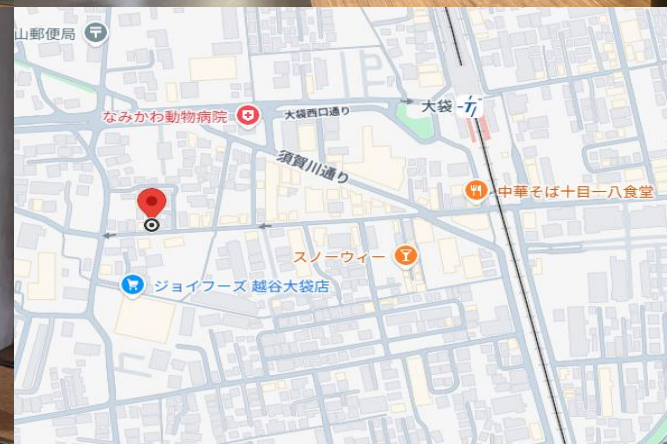 山郵便局
なみかわ動物病院
大袋西口通り
大袋
須賀川通り
中華そば十目一八食堂
スノーウィー
ジョイフーズ 越谷大袋店